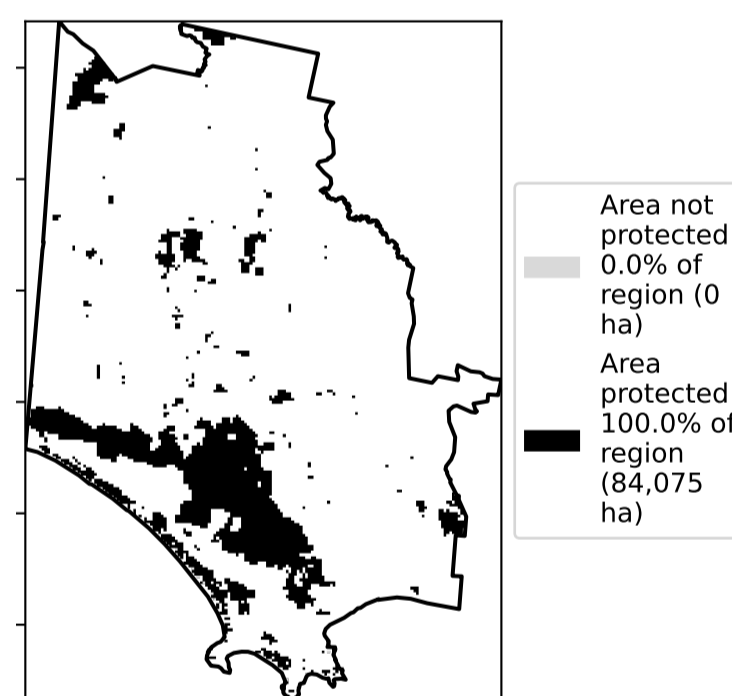 Area not
protected
0.0% of
region (0
ha)
Area
protected
100.0% of
region
(84,075
ha)